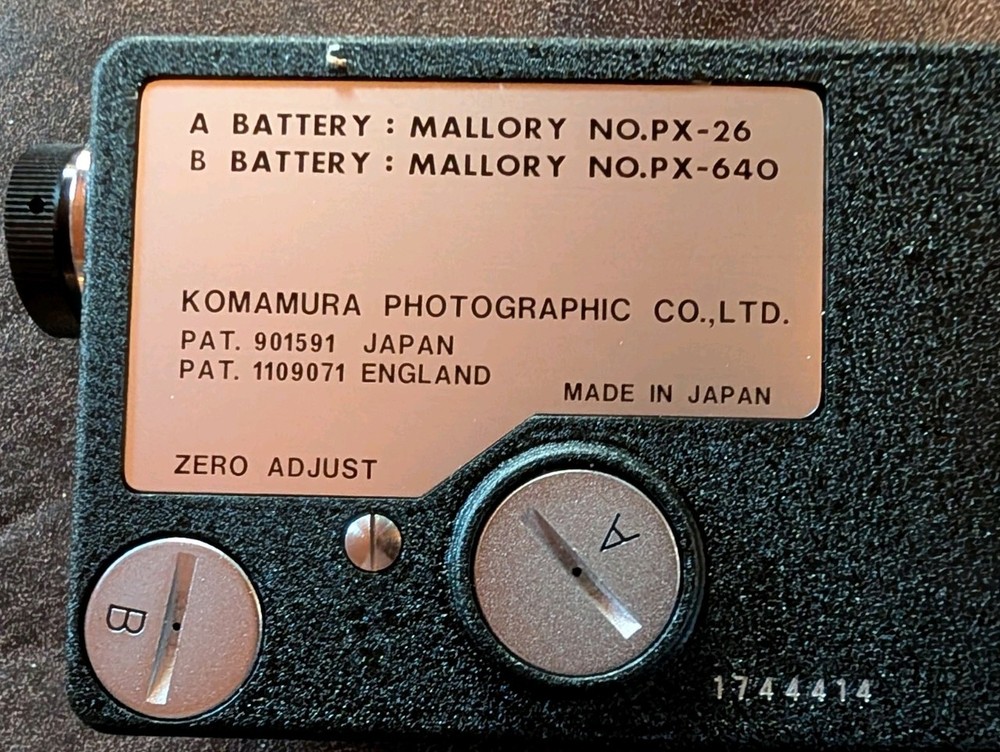 A BATTERY : MALLORY NO.PX-26
B BATTERY : MALLORY NO.PX-640
KOMAMURA PHOTOGRAPHIC CO.,LTD.
PAT. 901591 JAPAN
PAT. 1109071 ENGLAND
MADE IN JAPAN
ZERO ADJUST
A
B
1744414